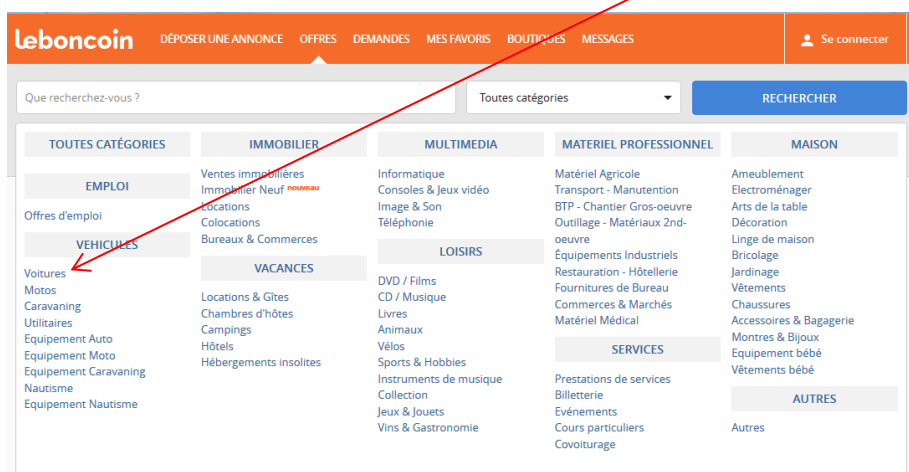 leboncoin DÉPOSER UNE ANNONCE OFFRES DEMANDES MES FAVORIS BOUTIQUES MESSAGES Se connecter
Que recherchez-vous ? Toutes catégories RECHERCHER
TOUTES CATÉGORIES
EMPLOI
Offres d'emploi
VEHICULES
Voitures
Motos
Caravaning
Utilitaires
Equipement Auto
Equipement Moto
Equipement Caravaning
Nautisme
Equipement Nautisme
IMMOBILIER
Ventes immobilières
Immobilier Neuf nouveau
Locations
Colocations
Bureaux & Commerces
VACANCES
Locations & Gîtes
Chambres d'hôtes
Campings
Hôtels
Hébergements insolites
MULTIMEDIA
Informatique
Consoles & Jeux vidéo
Image & Son
Téléphonie
LOISIRS
DVD / Films
CD / Musique
Livres
Animaux
Vélos
Sports & Hobbies
Instruments de musique
Collection
Jeux & Jouets
Vins & Gastronomie
MATERIEL PROFESSIONNEL
Matériel Agricole
Transport - Manutention
BTP - Chantier Gros-oeuvre
Outillage - Matériaux 2nd-
oeuvre
Équipements Industriels
Restauration - Hôtellerie
Fournitures de Bureau
Commerces & Marchés
Matériel Médical
SERVICES
Prestations de services
Billetterie
Evénements
Cours particuliers
Covoiturage
MAISON
Ameublement
Electroménager
Arts de la table
Décoration
Linge de maison
Bricolage
Jardinage
Vêtements
Chaussures
Accessoires & Bagagerie
Montres & Bijoux
Equipement bébé
Vêtements bébé
AUTRES
Autres